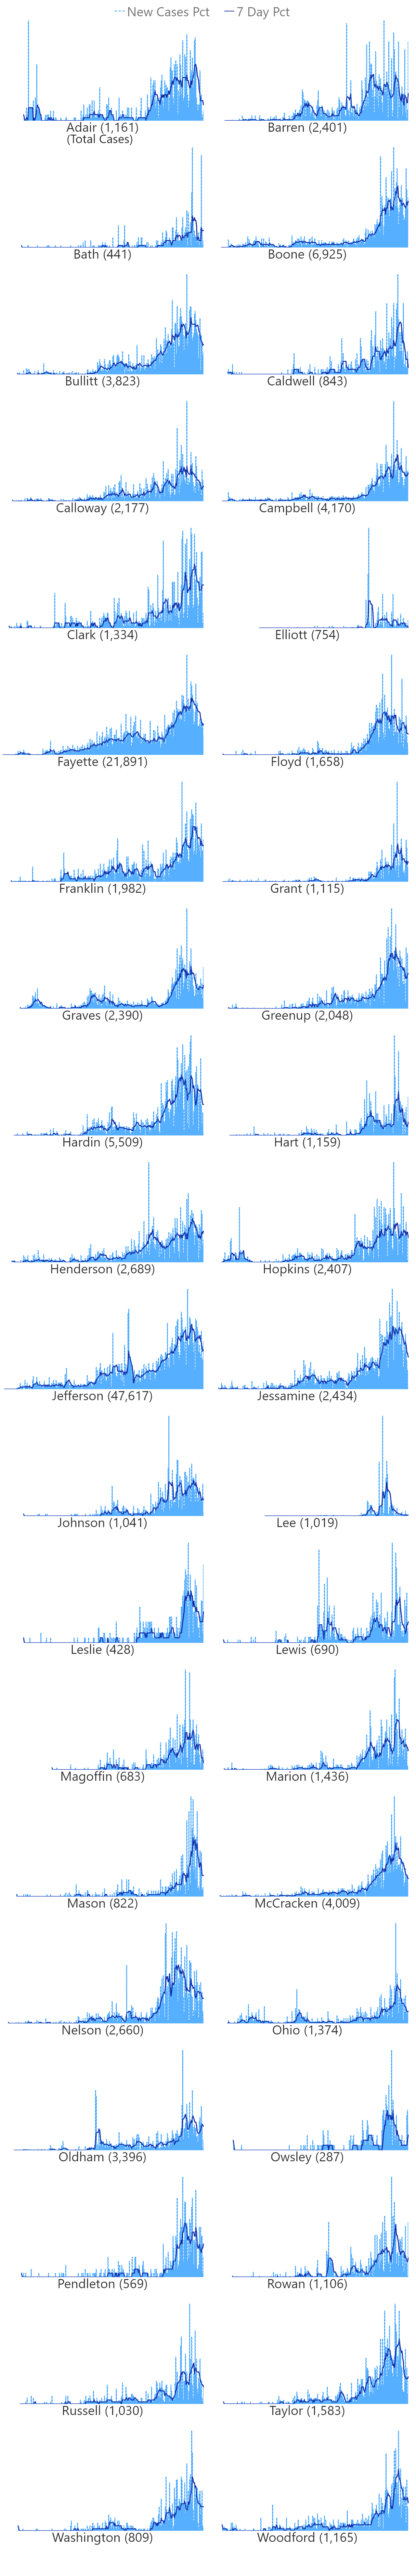 New Cases Pct 7 Day Pct
Adair (1,161)
(Total Cases)
Barren (2,401)
Bath (441)
Boone (6,925)
Bullitt (3,823)
Caldwell (843)
Calloway (2,177)
Campbell (4,170)
Clark (1,334)
Elliott (754)
Fayette (21,891)
Floyd (1,658)
Franklin (1,982)
Grant (1,115)
Graves (2,390)
Greenup (2,048)
Hardin (5,509)
Hart (1,159)
Henderson (2,689)
Hopkins (2,407)
Jefferson (47,617)
Jessamine (2,434)
Johnson (1,041)
Lee (1,019)
Leslie (428)
Lewis (690)
Magoffin (683)
Marion (1,436)
Mason (822)
McCracken (4,009)
Nelson (2,660)
Ohio (1,374)
Oldham (3,396)
Owsley (287)
Pendleton (569)
Rowan (1,106)
Russell (1,030)
Taylor (1,583)
Washington (809)
Woodford (1,165)